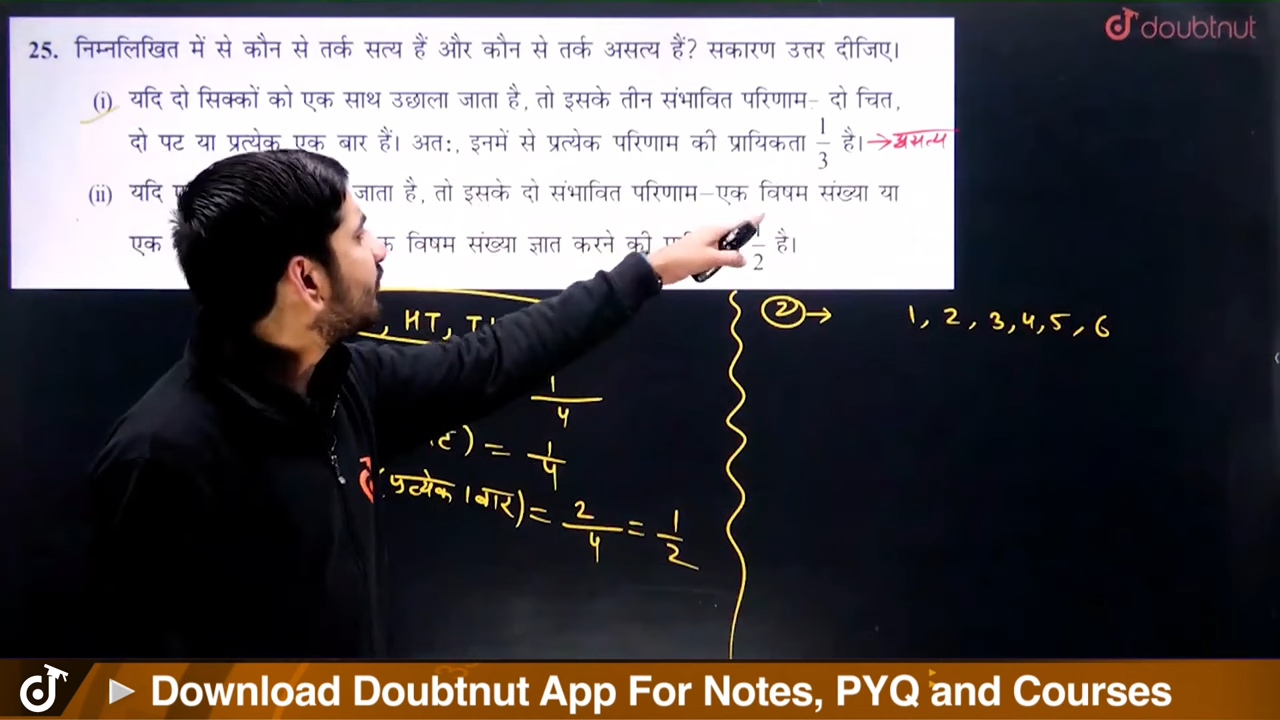 doubtnut
25. निम्नलिखित में से कौन से तर्क सत्य हैं और कौन से तर्क असत्य हैं? सकारण उत्तर दीजिए।
(i) यदि दो सिक्कों को एक साथ उछाला जाता है, तो इसके तीन संभावित परिणाम– दो चित,
दो पट या प्रत्येक एक बार हैं। अतः, इनमें से प्रत्येक परिणाम की प्रायिकता 1/3 है। → असत्य
(ii) यदि जाता है, तो इसके दो संभावित परिणाम–एक विषम संख्या या
एक विषम संख्या ज्ञात करने की 1/2 है।
, HT, T
1/4
) = 1/4
(प्रत्येक 1 बार) = 2/4 = 1/2
2 → 1, 2, 3, 4, 5, 6
Download Doubtnut App For Notes, PYQ and Courses